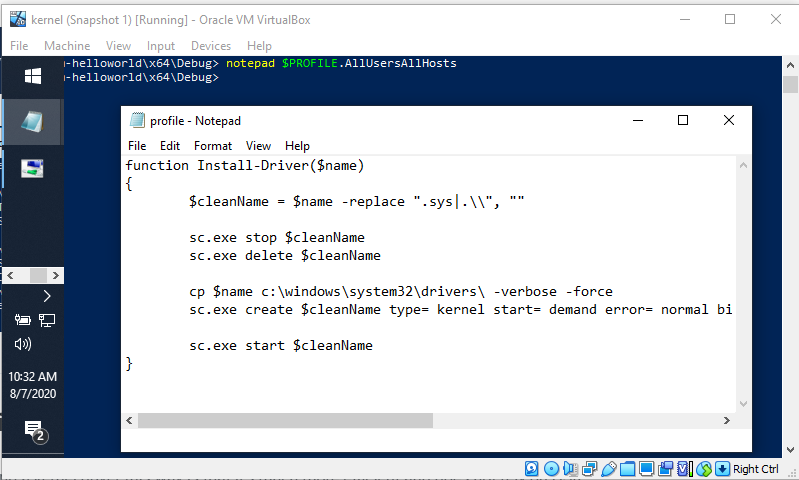 kernel (Snapshot 1) [Running] - Oracle VM VirtualBox
File Machine View Input Devices Help
-helloworld\x64\Debug> notepad $PROFILE.AllUsersAllHosts
-helloworld\x64\Debug>
profile - Notepad
File Edit Format View Help
function Install-Driver($name)
{
$cleanName = $name -replace ".sys|.\\", ""
sc.exe stop $cleanName
sc.exe delete $cleanName
cp $name c:\windows\system32\drivers\ -verbose -force
sc.exe create $cleanName type= kernel start= demand error= normal bi
sc.exe start $cleanName
}
10:32 AM
8/7/2020
2
Right Ctrl